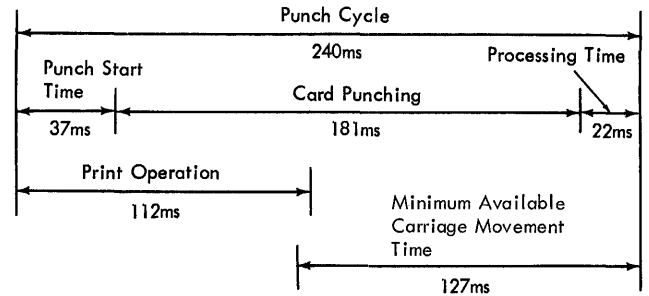 Punch Cycle
240ms
Processing Time
Punch Start
Time
Card Punching
37ms
181ms
22ms
Print Operation
112ms
Minimum Available
Carriage Movement
Time
127ms